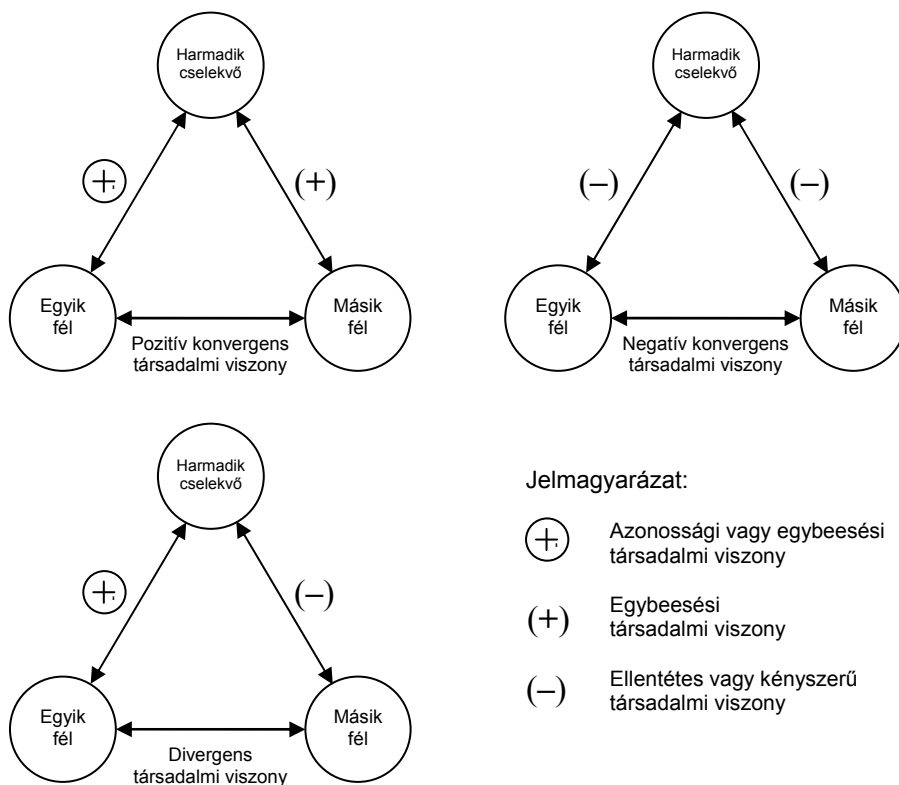 Harmadik
cselekvő
(+)
Egyik
fél
Másik
fél
Pozitív konvergens
társadalmi viszony
Harmadik
cselekvő
(–)
(–)
Egyik
fél
Másik
fél
Negatív konvergens
társadalmi viszony
Harmadik
cselekvő
(–)
Egyik
fél
Másik
fél
Divergens
társadalmi viszony
Jelmagyarázat:
Azonossági vagy egybeesési
társadalmi viszony
(+) Egybeesési
társadalmi viszony
(–) Ellentétes vagy kényszerű
társadalmi viszony